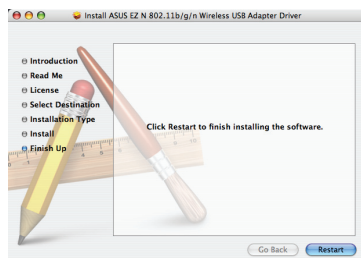 Install ASUS EZ N 802.11b/g/n Wireless USB Adapter Driver
Introduction
Read Me
License
Select Destination
Installation Type
Install
Finish Up
Click Restart to finish installing the software.
Go Back
Restart